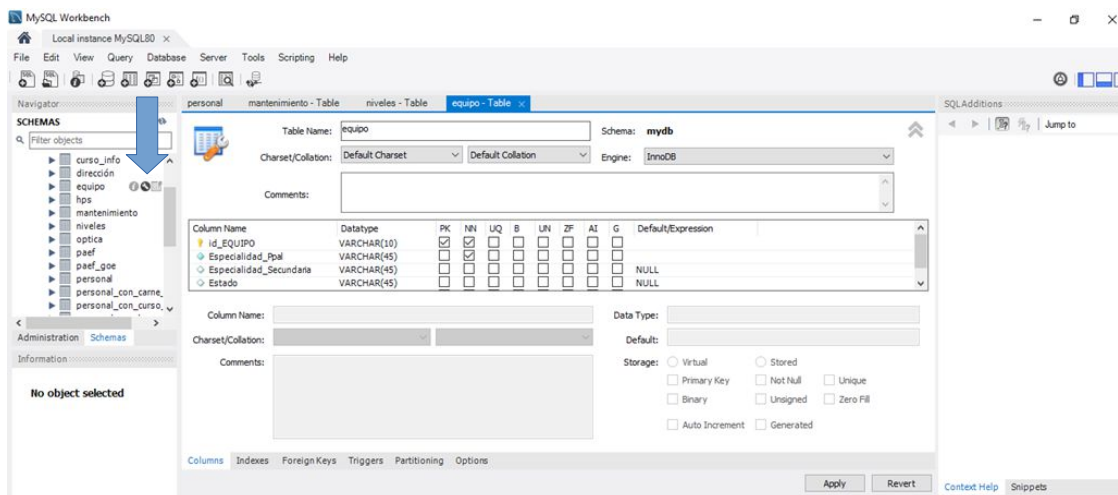 MySQL Workbench
Local instance MySQL80
File Edit View Query Database Server Tools Scripting Help
Navigator
SCHEMAS
Filter objects
curso_info
dirección
equipo
hps
mantenimiento
niveles
optica
paef
paef_goe
personal
personal_con_carne_
personal_con_curso_
Administration Schemas
Information
No object selected
personal mantenimiento - Table niveles - Table equipo - Table
Table Name: equipo Schema: mydb
Charset/Collation: Default Charset Default Collation Engine: InnoDB
Comments:
Column Name Datatype PK NN UQ B UN ZF AI G Default/Expression
id_EQUIPO VARCHAR(10)
Especialidad_Ppal VARCHAR(45)
Especialidad_Secundaria VARCHAR(45) NULL
Estado VARCHAR(45) NULL
Column Name: Data Type:
Charset/Collation: Default:
Comments: Storage: Virtual Stored
Primary Key Not Null Unique
Binary Unsigned Zero Fill
Auto Increment Generated
Columns Indexes Foreign Keys Triggers Partitioning Options
Apply Revert
SQLAdditions
Jump to
Context Help Snippets